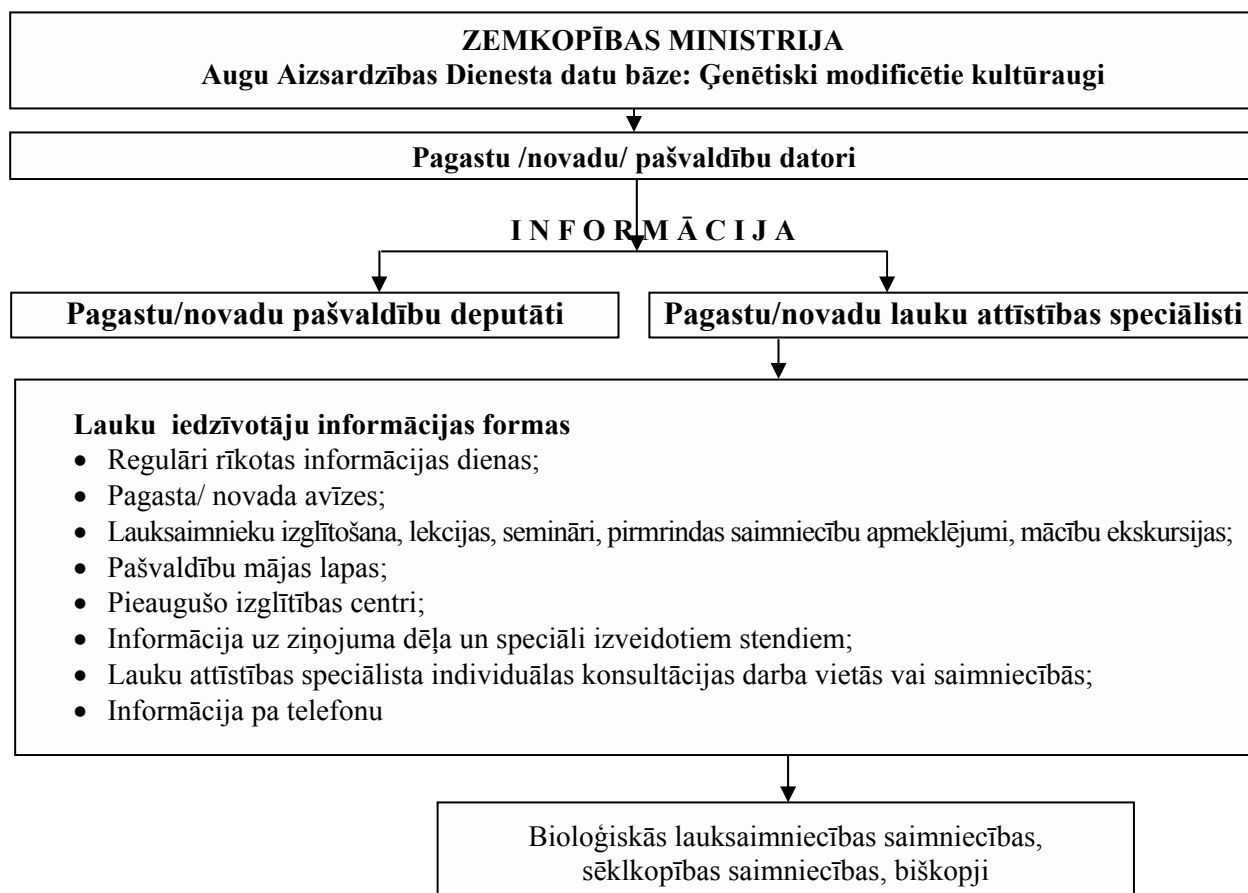 ZEMKOPĪBAS MINISTRIJA
Augu Aizsardzības Dienesta datu bāze: Ģenētiski modificētie kultūraugi
Pagastu /novadu/ pašvaldību datori
I N F O R M Ā C I J A
Pagastu/novadu pašvaldību deputāti
Pagastu/novadu lauku attīstības speciālisti
Lauku iedzīvotāju informācijas formas
• Regulāri rīkotas informācijas dienas;
• Pagasta/ novada avīzes;
• Lauksaimnieku izglītošana, lekcijas, semināri, pirmrindas saimniecību apmeklējumi, mācību ekskursijas;
• Pašvaldību mājas lapas;
• Pieaugušo izglītības centri;
• Informācija uz ziņojuma dēļa un speciāli izveidotiem stendiem;
• Lauku attīstības speciālista individuālas konsultācijas darba vietās vai saimniecībās;
• Informācija pa telefonu
Bioloģiskās lauksaimniecības saimniecības,
sēklkopības saimniecības, biškopji